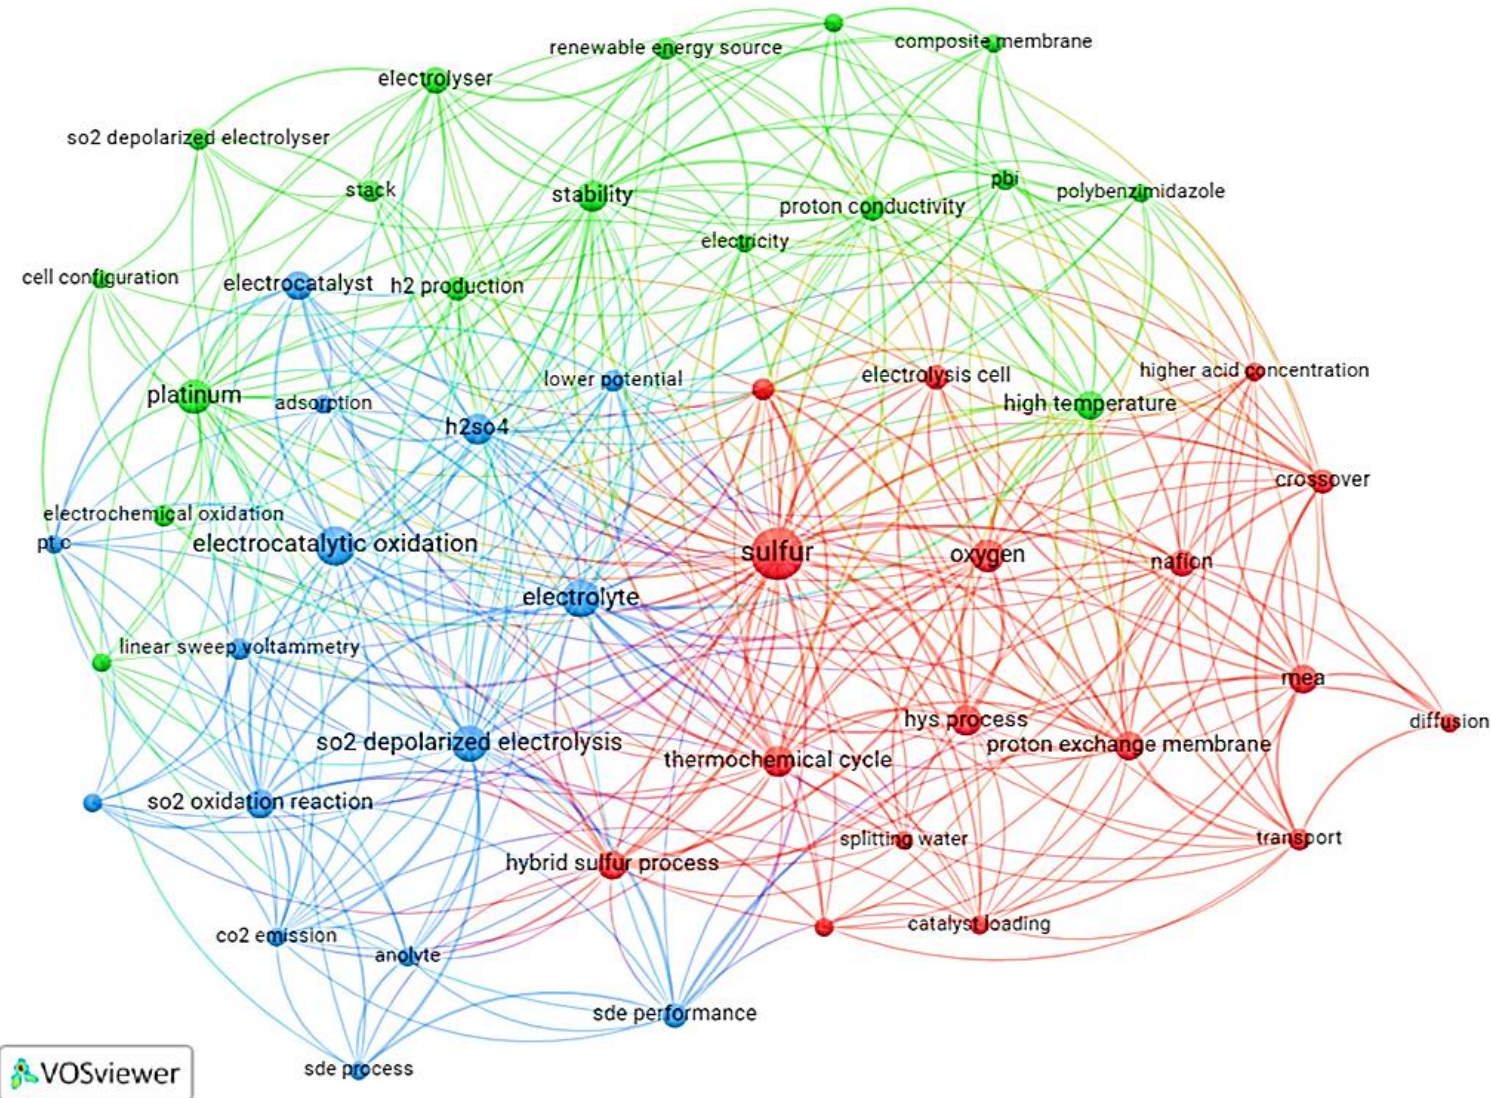 renewable energy source
composite membrane
electrolyser
so2 depolarized electrolyser
stack
stability
proton conductivity
pbi
polybenzimidazole
electricity
cell configuration
electrocatalyst
h2 production
platinum
adsorption
lower potential
h2so4
electrolysis cell
high temperature
higher acid concentration
crossover
electrochemical oxidation
pt c
electrocatalytic oxidation
sulfur
oxygen
nafion
electrolyte
linear sweep voltammetry
mea
diffusion
hys process
so2 depolarized electrolysis
thermochemical cycle
proton exchange membrane
so2 oxidation reaction
splitting water
transport
hybrid sulfur process
catalyst loading
co2 emission
anolyte
sde performance
sde process
VOSviewer